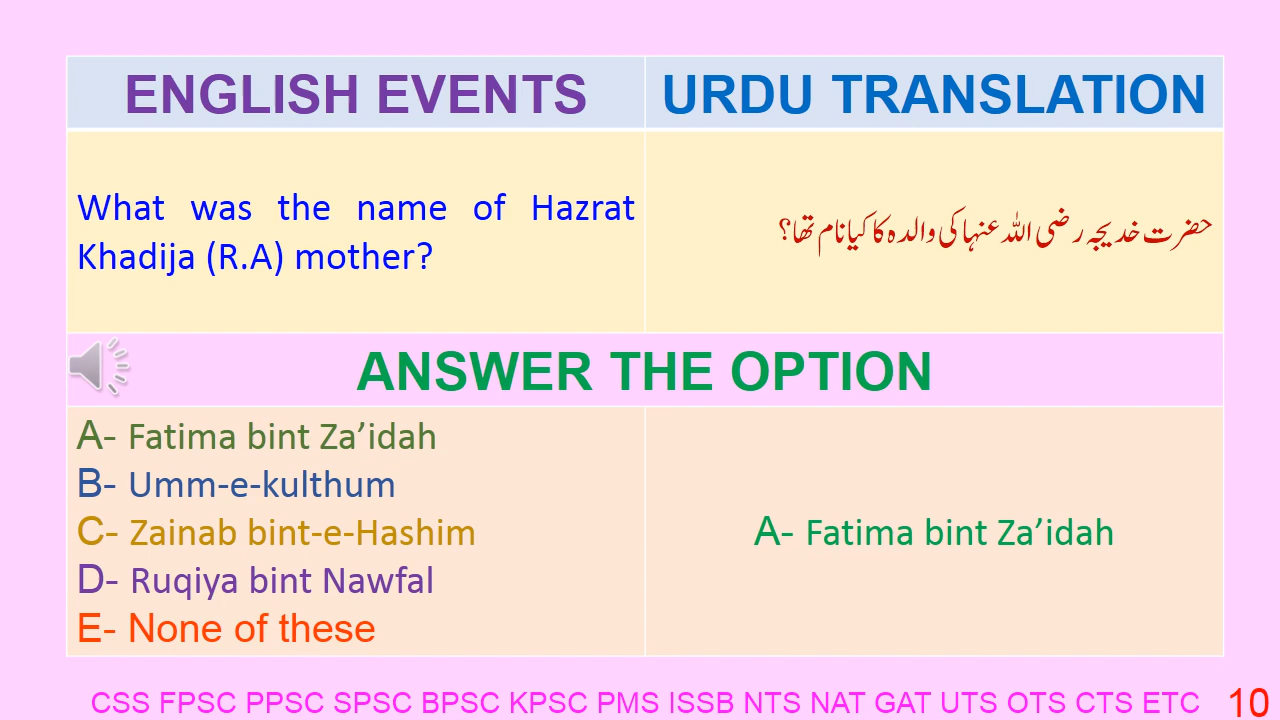 ENGLISH EVENTS
URDU TRANSLATION
What was the name of Hazrat
Khadija (R.A) mother?
حضرت خدیجہ رضی اللہ عنہا کی والدہ کا کیا نام تھا؟
ANSWER THE OPTION
A- Fatima bint Za’idah
B- Umm-e-kulthum
C- Zainab bint-e-Hashim
D- Ruqiya bint Nawfal
E- None of these
A- Fatima bint Za’idah
CSS FPSC PPSC SPSC BPSC KPSC PMS ISSB NTS NAT GAT UTS OTS CTS ETC
10